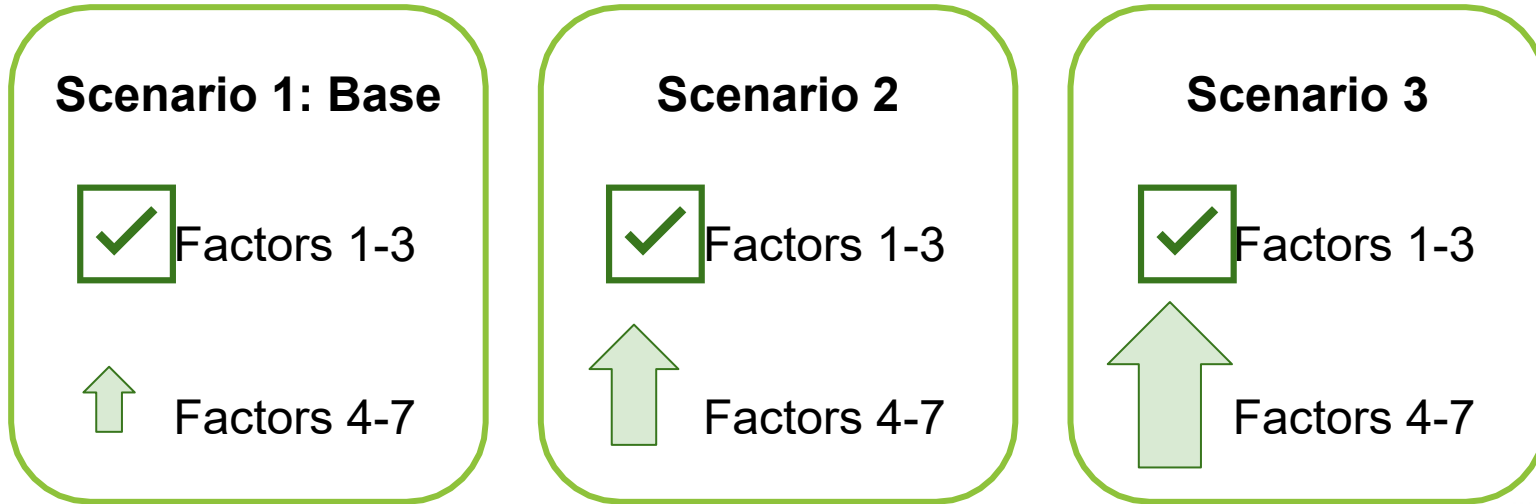 Scenario 1: Base
Factors 1-3
Factors 4-7
Scenario 2
Factors 1-3
Factors 4-7
Scenario 3
Factors 1-3
Factors 4-7